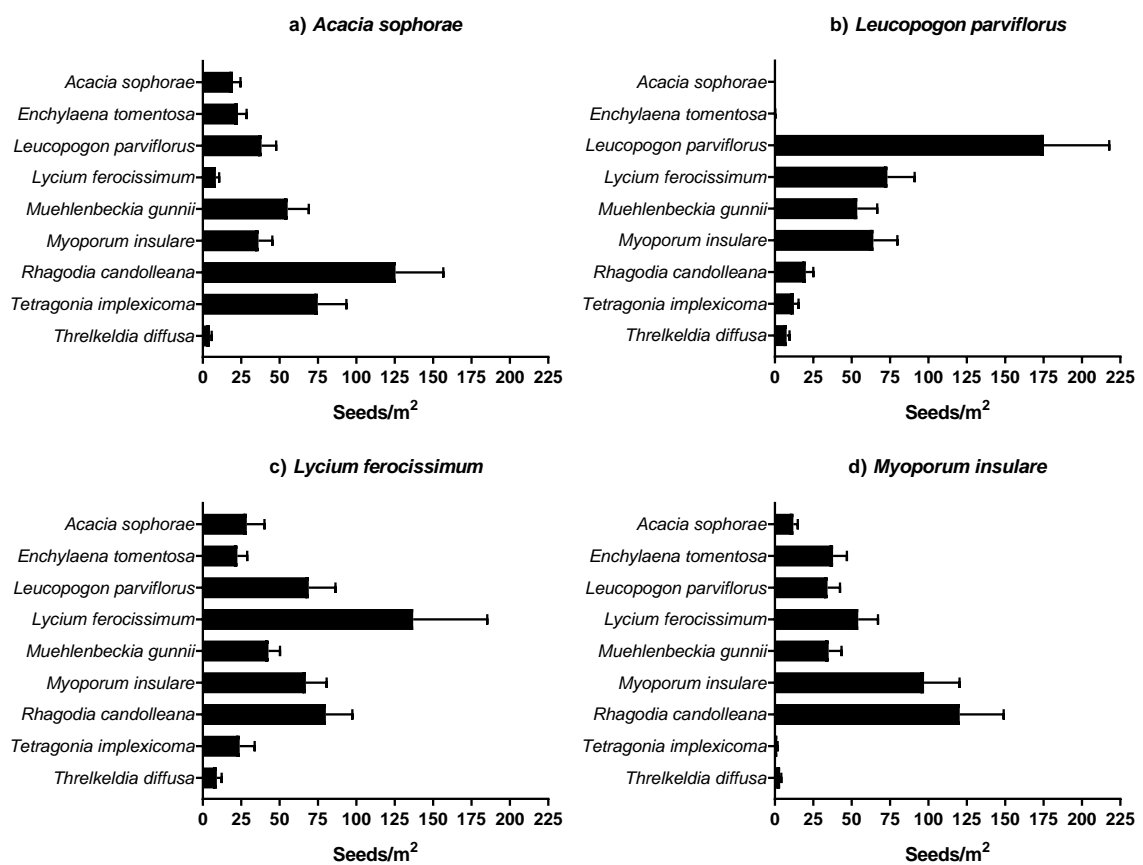 a) Acacia sophorae
Acacia sophorae
Enchylaena tomentosa
Leucopogon parviflorus
Lycium ferocissimum
Muehlenbeckia gunnii
Myoporum insulare
Rhagodia candolleana
Tetragonia implexicoma
Threlkeldia diffusa
0 25 50 75 100 125 150 175 200 225
Seeds/m²
b) Leucopogon parviflorus
Acacia sophorae
Enchylaena tomentosa
Leucopogon parviflorus
Lycium ferocissimum
Muehlenbeckia gunnii
Myoporum insulare
Rhagodia candolleana
Tetragonia implexicoma
Threlkeldia diffusa
0 25 50 75 100 125 150 175 200 225
Seeds/m²
c) Lycium ferocissimum
Acacia sophorae
Enchylaena tomentosa
Leucopogon parviflorus
Lycium ferocissimum
Muehlenbeckia gunnii
Myoporum insulare
Rhagodia candolleana
Tetragonia implexicoma
Threlkeldia diffusa
0 25 50 75 100 125 150 175 200 225
Seeds/m²
d) Myoporum insulare
Acacia sophorae
Enchylaena tomentosa
Leucopogon parviflorus
Lycium ferocissimum
Muehlenbeckia gunnii
Myoporum insulare
Rhagodia candolleana
Tetragonia implexicoma
Threlkeldia diffusa
0 25 50 75 100 125 150 175 200 225
Seeds/m²